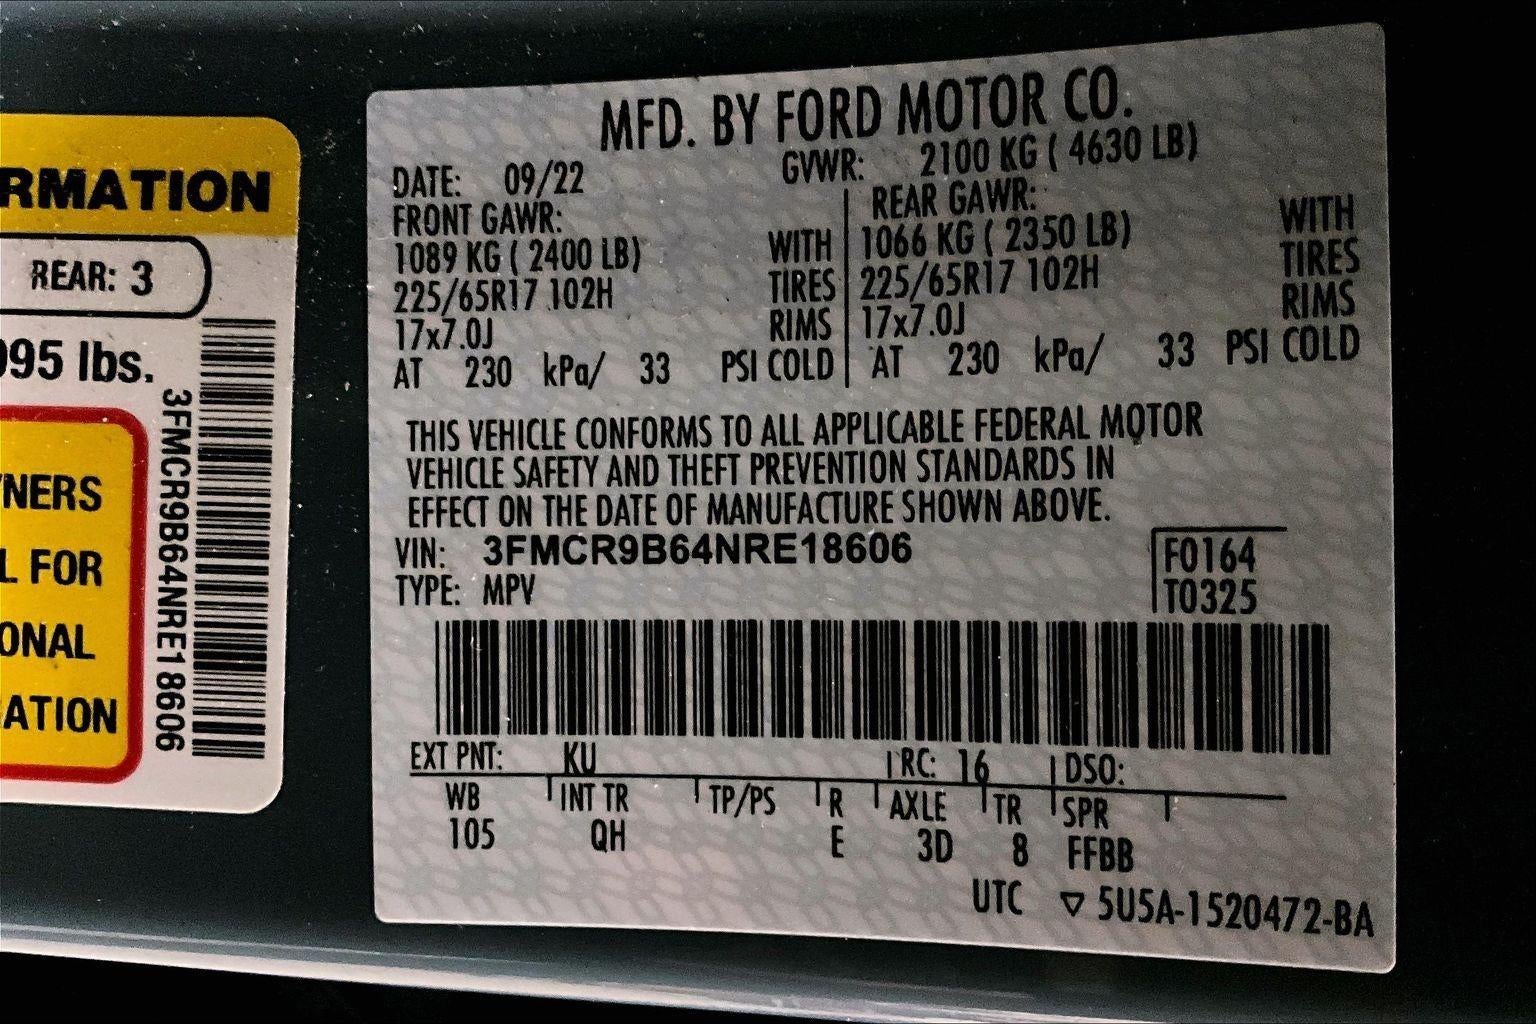 RMATION
REAR: 3
95 lbs.
NERS
L FOR
ONAL
ATION
3FMCR9B64NRE18606
MFD. BY FORD MOTOR CO.
DATE: 09/22 GVWR: 2100 KG ( 4630 LB)
FRONT GAWR: REAR GAWR:
1089 KG ( 2400 LB) WITH 1066 KG ( 2350 LB) WITH
225/65R17 102H TIRES 225/65R17 102H TIRES
17x7.0J RIMS 17x7.0J RIMS
AT 230 kPa/ 33 PSI COLD AT 230 kPa/ 33 PSI COLD
THIS VEHICLE CONFORMS TO ALL APPLICABLE FEDERAL MOTOR
VEHICLE SAFETY AND THEFT PREVENTION STANDARDS IN
EFFECT ON THE DATE OF MANUFACTURE SHOWN ABOVE.
VIN: 3FMCR9B64NRE18606 F0164
TYPE: MPV T0325
EXT PNT: KU RC: 16 DSO:
WB INT TR TP/PS R AXLE TR SPR
105 QH E 3D 8 FFBB
UTC ▽ 5U5A-1520472-BA